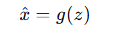 x̂ = g(z)